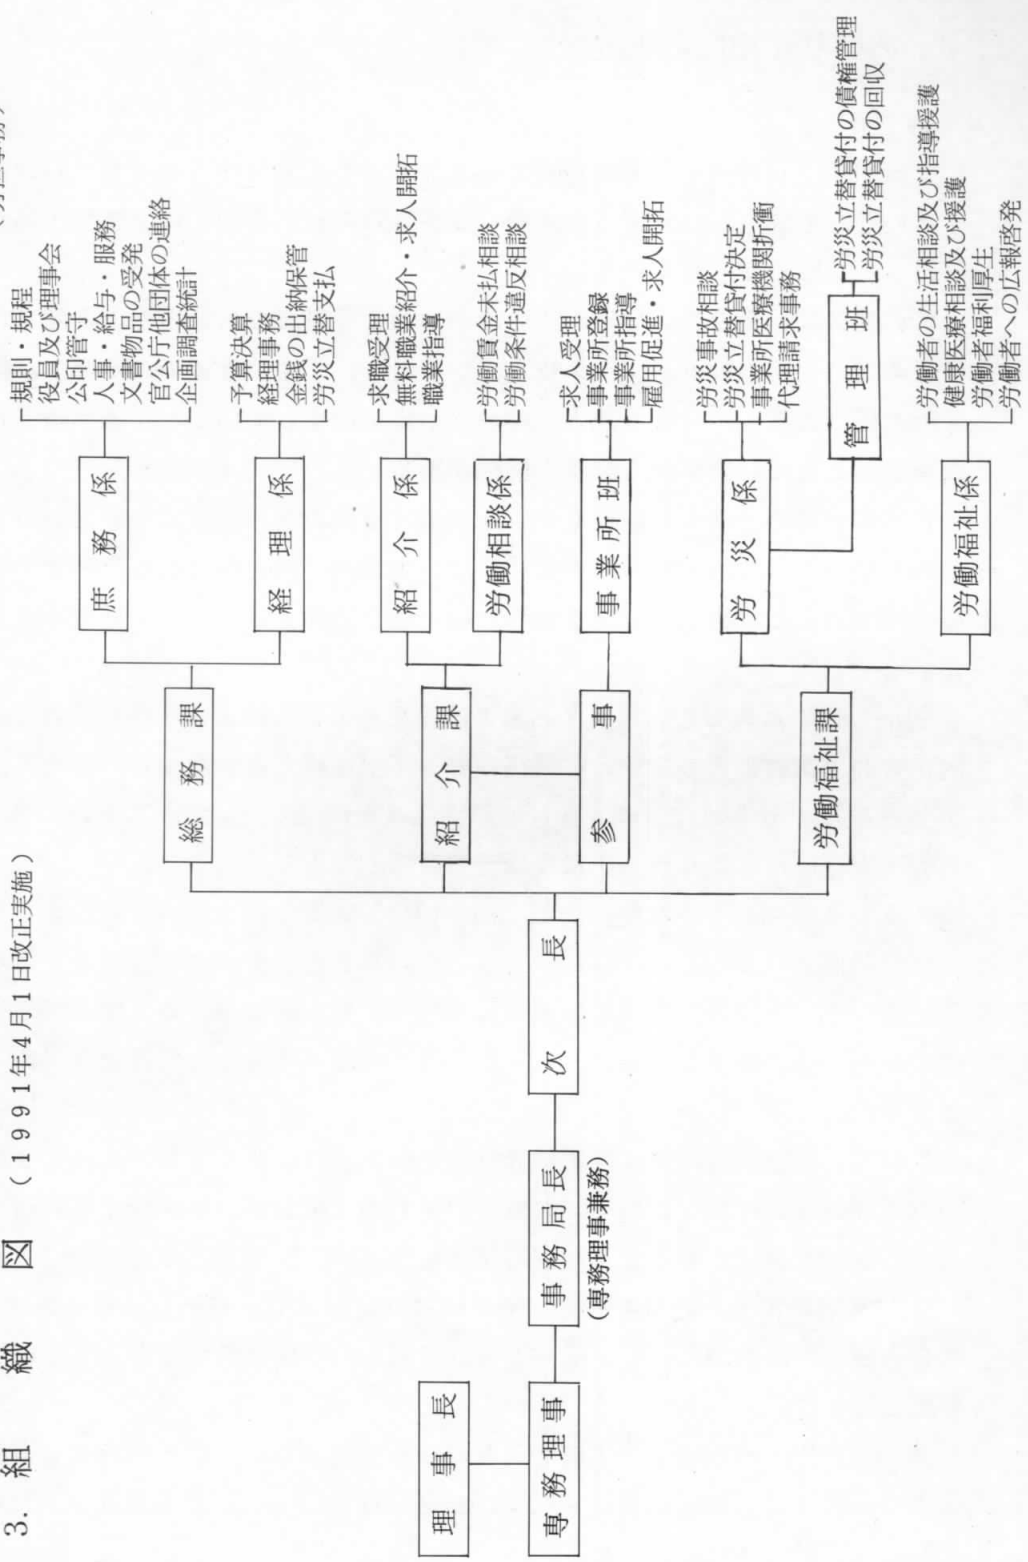 3. 組織図 (1991年4月1日改正実施)
理事長
専務理事
事務局長
(専務理事兼務)
次長
総務課
庶務係
規則・規程
役員及び理事会
公印管守
人事・給与・服務
文書物品の受発
官公庁他団体の連絡
企画調査統計
経理係
予算決算
経理事務
金銭の出納保管
労災立替支払
紹介課
紹介係
求職受理
無料職業紹介・求人開拓
職業指導
労働相談係
労働賃金未払相談
労働条件違反相談
参事
事業所班
求人受理
事業所登録
事業所指導
雇用促進・求人開拓
労働福祉課
労災係
労災事故相談
労災立替貸付決定
事業所医療機関折衝
代理請求事務
管理班
労災立替貸付の債権管理
労災立替貸付の回収
労働福祉係
労働者の生活相談及び指導援護
健康医療相談及び援護
労働者福利厚生
労働者への広報啓発